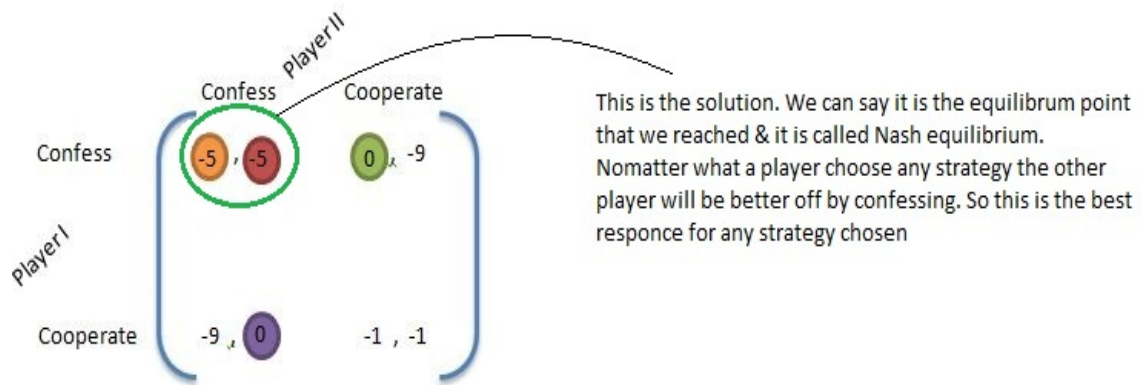 Player II
Confess Cooperate
Confess -5 , -5 0 , -9
Player I
Cooperate -9 , 0 -1 , -1
This is the solution. We can say it is the equilibrum point
that we reached & it is called Nash equilibrium.
Nomatter what a player choose any strategy the other
player will be better off by confessing. So this is the best
responce for any strategy chosen